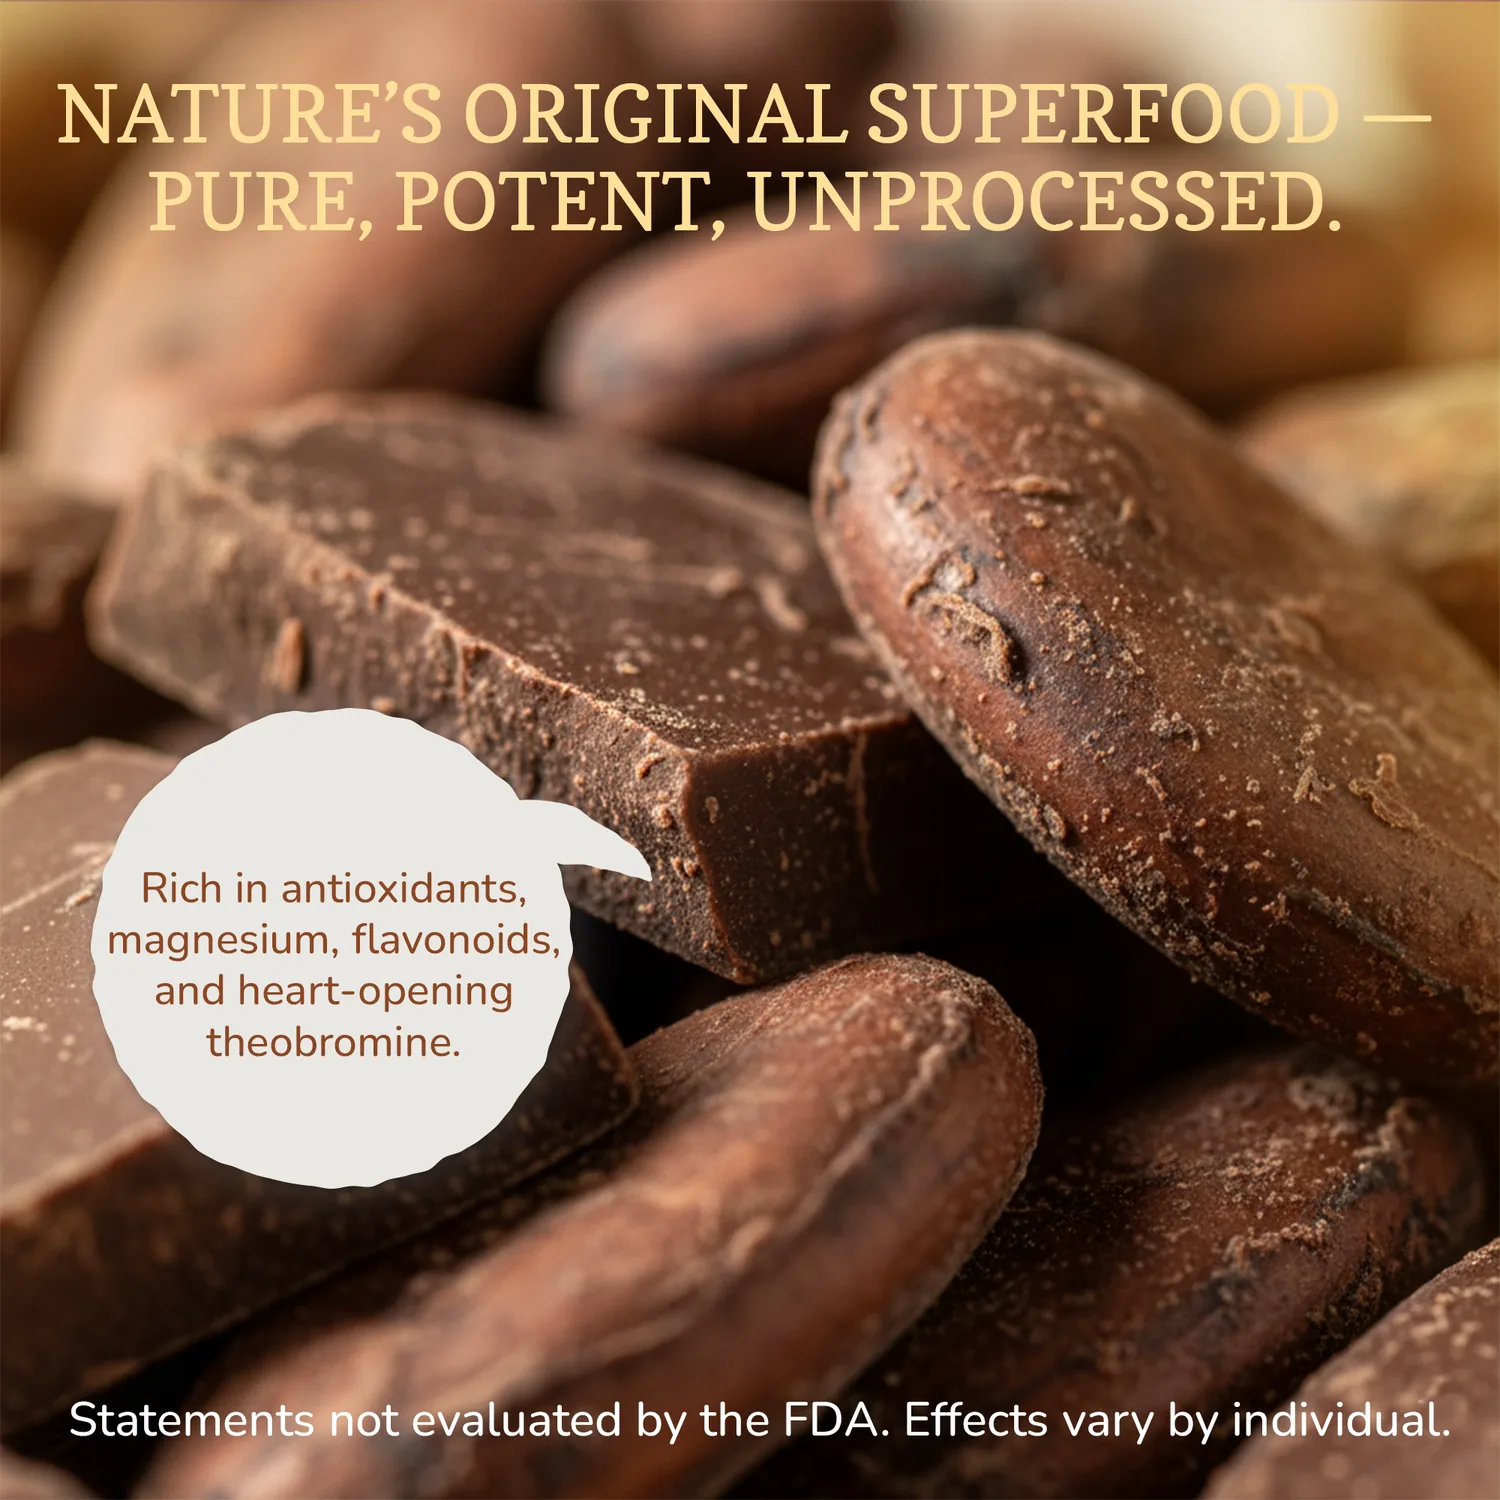 NATURE’S ORIGINAL SUPERFOOD —
PURE, POTENT, UNPROCESSED.
Rich in antioxidants,
magnesium, flavonoids,
and heart-opening
theobromine.
Statements not evaluated by the FDA. Effects vary by individual.